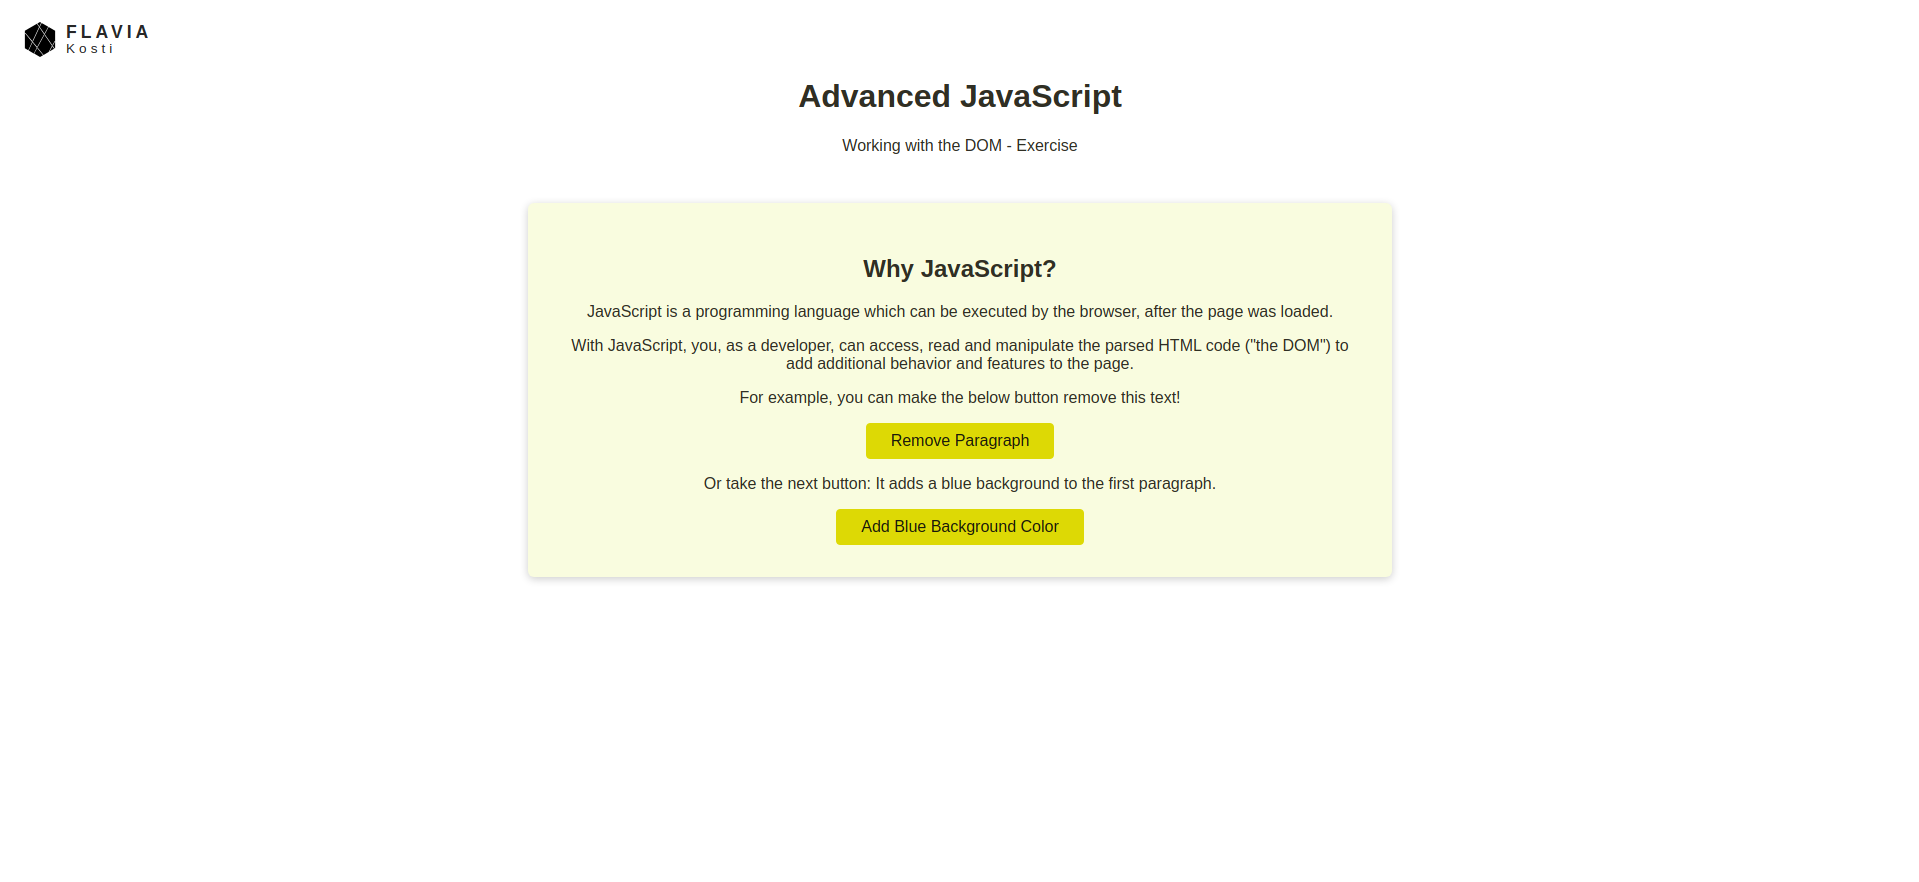 FLAVIA
Kosti
Advanced JavaScript
Working with the DOM - Exercise
Why JavaScript?
JavaScript is a programming language which can be executed by the browser, after the page was loaded.
With JavaScript, you, as a developer, can access, read and manipulate the parsed HTML code ("the DOM") to
add additional behavior and features to the page.
For example, you can make the below button remove this text!
Remove Paragraph
Or take the next button: It adds a blue background to the first paragraph.
Add Blue Background Color